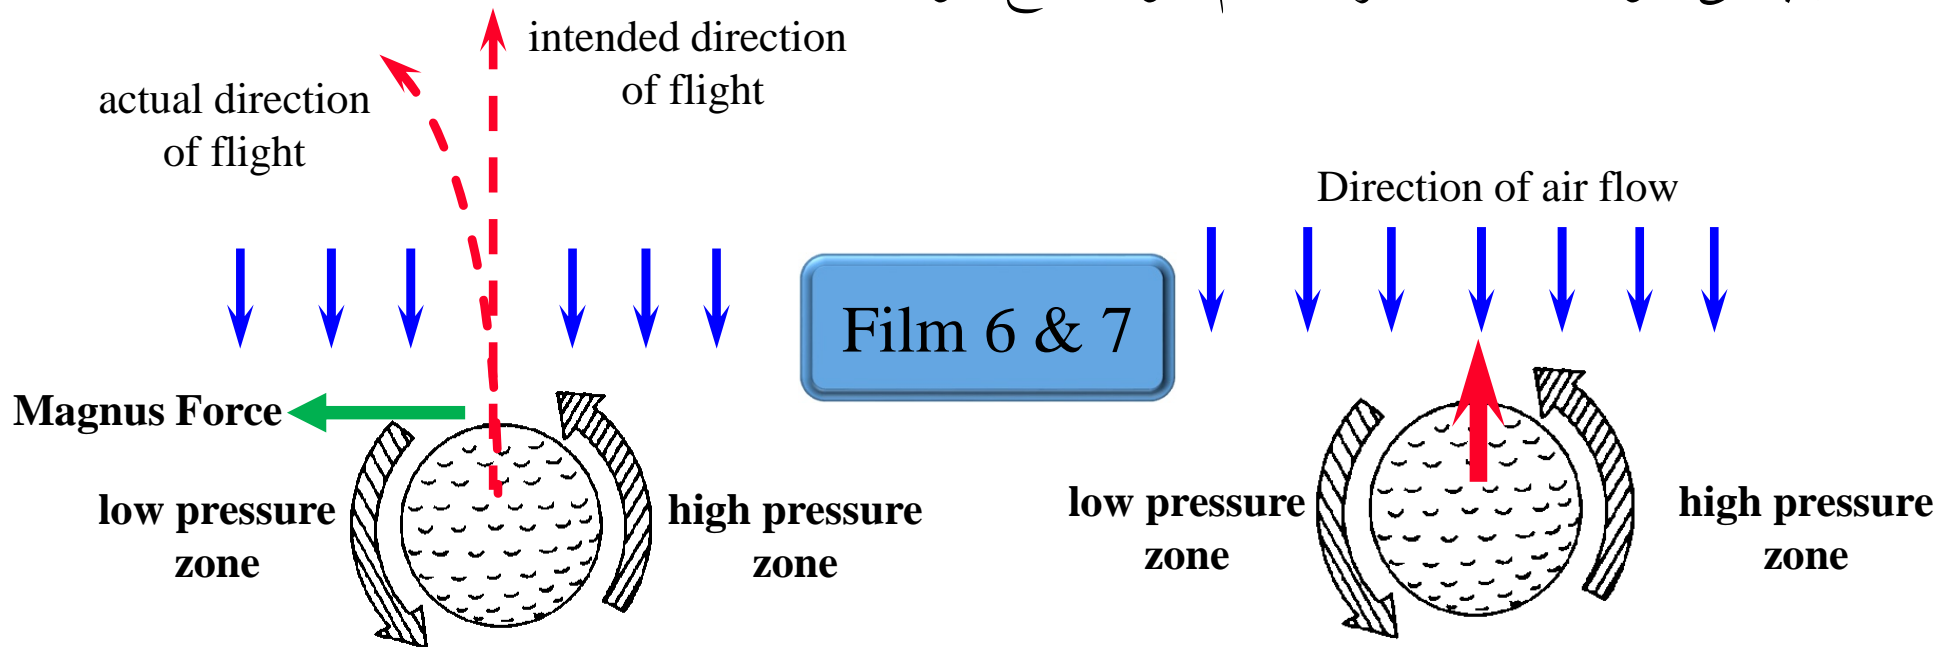 intended direction
of flight
actual direction
of flight
Direction of air flow
Film 6 & 7
Magnus Force
low pressure
zone
high pressure
zone
low pressure
zone
high pressure
zone